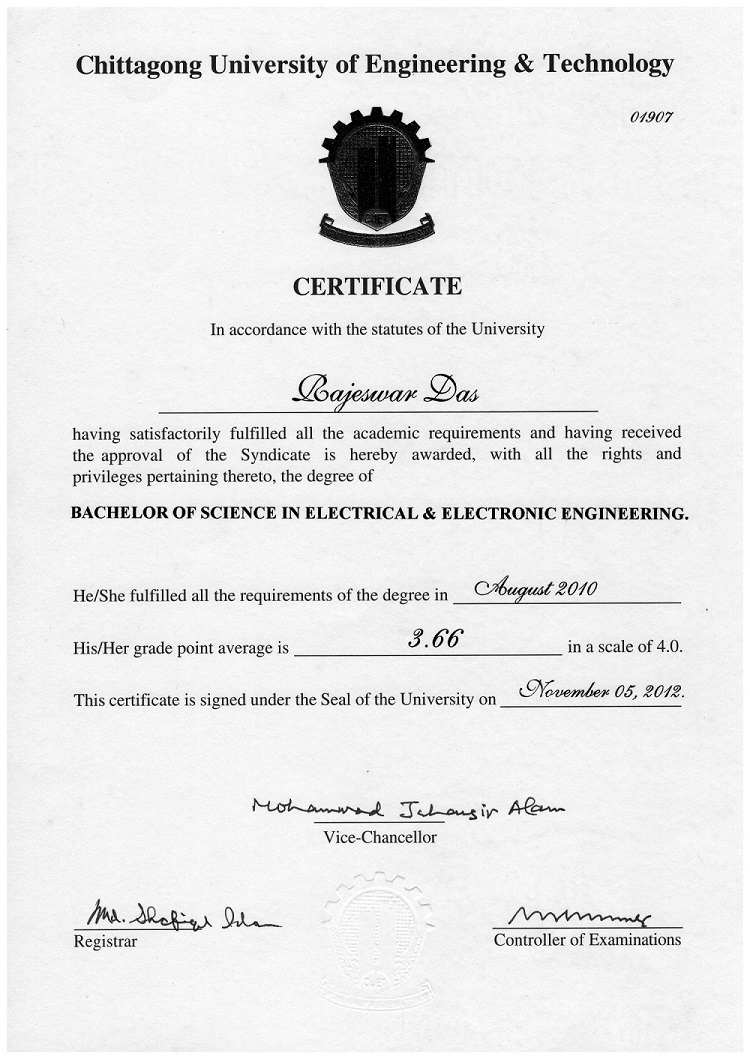 Chittagong University of Engineering & Technology
01907
CERTIFICATE
In accordance with the statutes of the University
Rajeswar Das
having satisfactorily fulfilled all the academic requirements and having received
the approval of the Syndicate is hereby awarded, with all the rights and
privileges pertaining thereto, the degree of
BACHELOR OF SCIENCE IN ELECTRICAL & ELECTRONIC ENGINEERING.
He/She fulfilled all the requirements of the degree in August 2010
His/Her grade point average is 3.66 in a scale of 4.0.
This certificate is signed under the Seal of the University on November 05, 2012.
Mohammad Jahangir Alam
Vice-Chancellor
Md. Shafiqul Islam
Registrar
Controller of Examinations